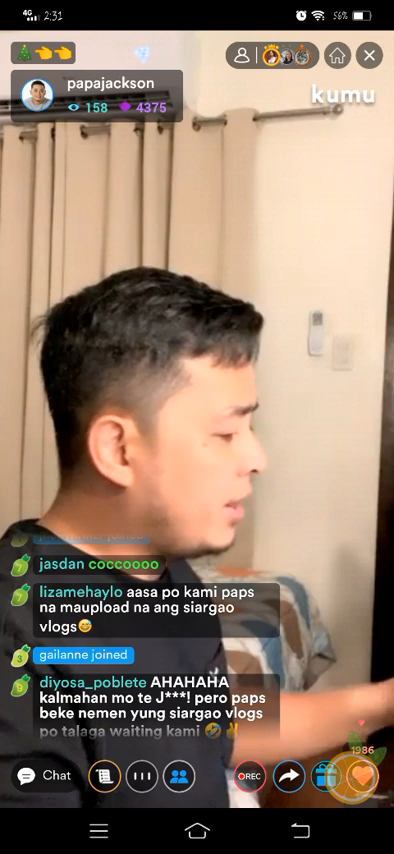 4G 2:31 56%
papajackson
158 4375
kumu
jasdan coccoooo
lizamehaylo aasa po kami paps
na maupload na ang siargao
vlogs
3 gailanne joined
9 diyosa_poblete AHAHAHA
kalmahan mo te J***! pero paps
beke nemen yung siargao vlogs
po talaga waiting kami
1986
Chat
REC